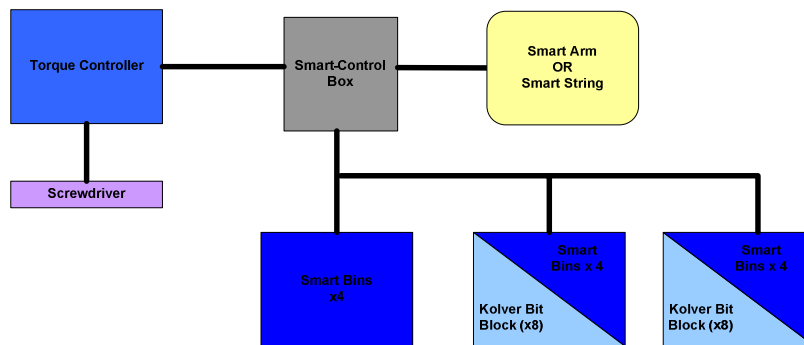 Torque Controller
Smart-Control
Box
Smart Arm
OR
Smart String
Screwdriver
Smart Bins
x4
Smart
Bins x 4
Kolver Bit
Block (x8)
Smart
Bins x 4
Kolver Bit
Block (x8)